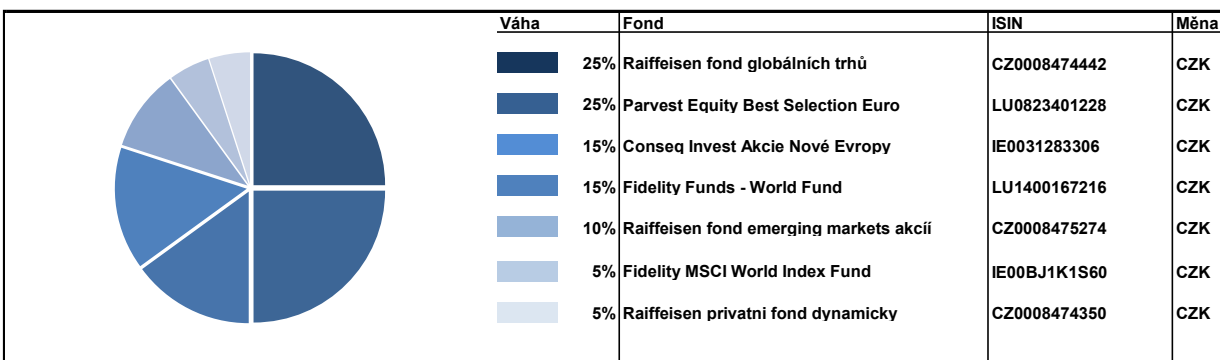 Váha Fond ISIN Měna
25% Raiffeisen fond globálních trhů CZ0008474442 CZK
25% Parvest Equity Best Selection Euro LU0823401228 CZK
15% Conseq Invest Akcie Nové Evropy IE0031283306 CZK
15% Fidelity Funds - World Fund LU1400167216 CZK
10% Raiffeisen fond emerging markets akcíí CZ0008475274 CZK
5% Fidelity MSCI World Index Fund IE00BJ1K1S60 CZK
5% Raiffeisen privatni fond dynamicky CZ0008474350 CZK